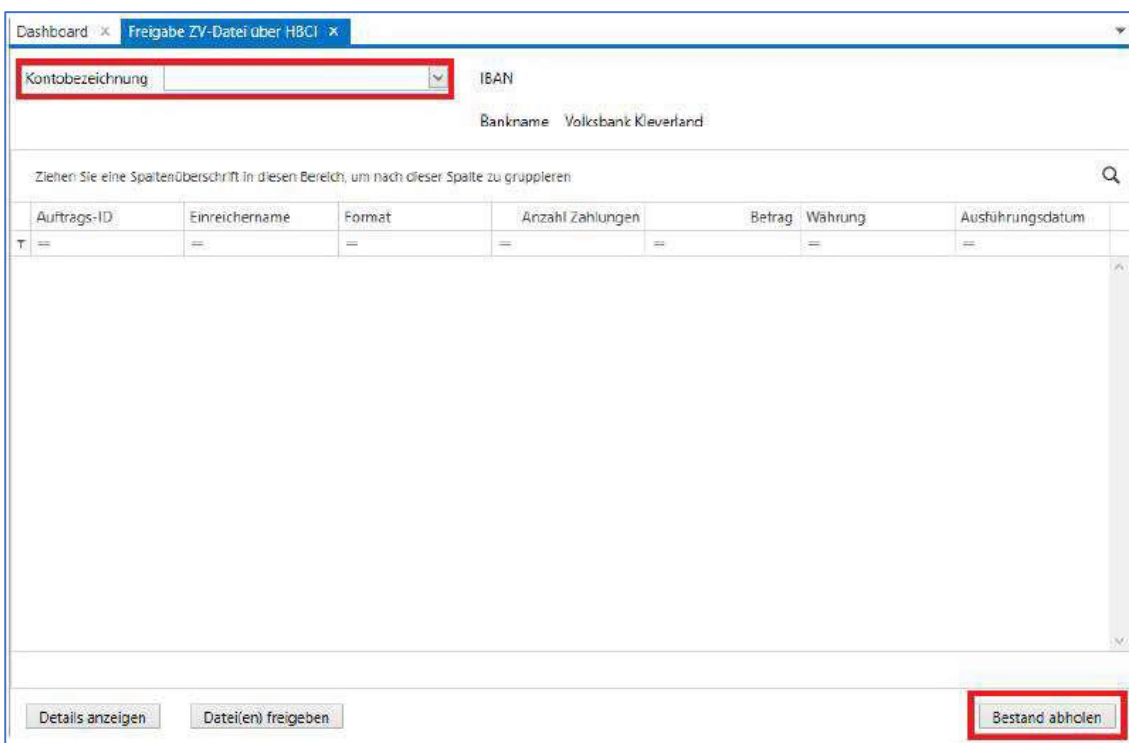 Dashboard × Freigabe ZV-Datei über HBCI ×
Kontobezeichnung IBAN
Bankname Volksbank Kleverland
Ziehen Sie eine Spaltenüberschrift in diesen Bereich, um nach dieser Spalte zu gruppieren
Auftrags-ID Einreichername Format Anzahl Zahlungen Betrag Währung Ausführungsdatum
= = = = = = =
Details anzeigen Datei(en) freigeben Bestand abholen